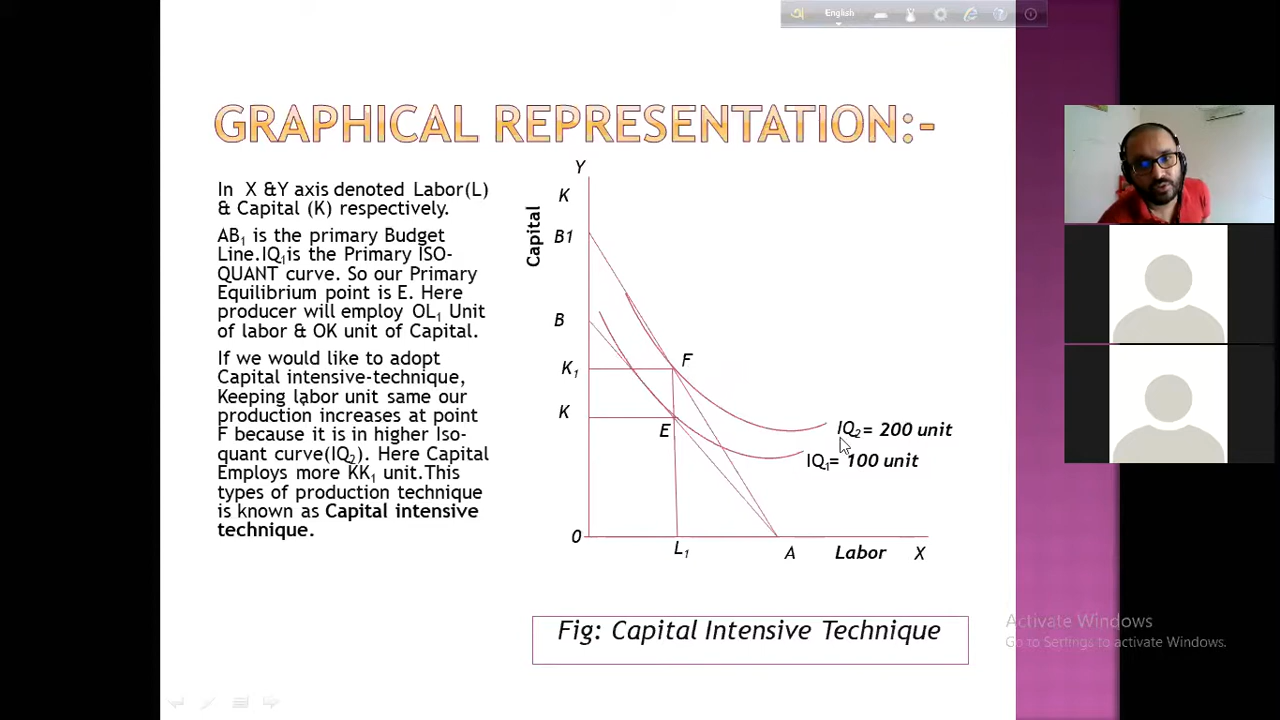 English
GRAPHICAL REPRESENTATION:-
In X &Y axis denoted Labor(L)
& Capital (K) respectively.
AB1 is the primary Budget
Line.IQ1is the Primary ISO-
QUANT curve. So our Primary
Equilibrium point is E. Here
producer will employ OL1 Unit
of labor & OK unit of Capital.
If we would like to adopt
Capital intensive-technique,
Keeping labor unit same our
production increases at point
F because it is in higher Iso-
quant curve(IQ2). Here Capital
Employs more KK1 unit.This
types of production technique
is known as Capital intensive
technique.
Y
K
Capital
B1
B
K1
F
K
E
IQ2= 200 unit
IQ1= 100 unit
0
L1
A
Labor
X
Fig: Capital Intensive Technique
Activate Windows
Go to Settings to activate Windows.